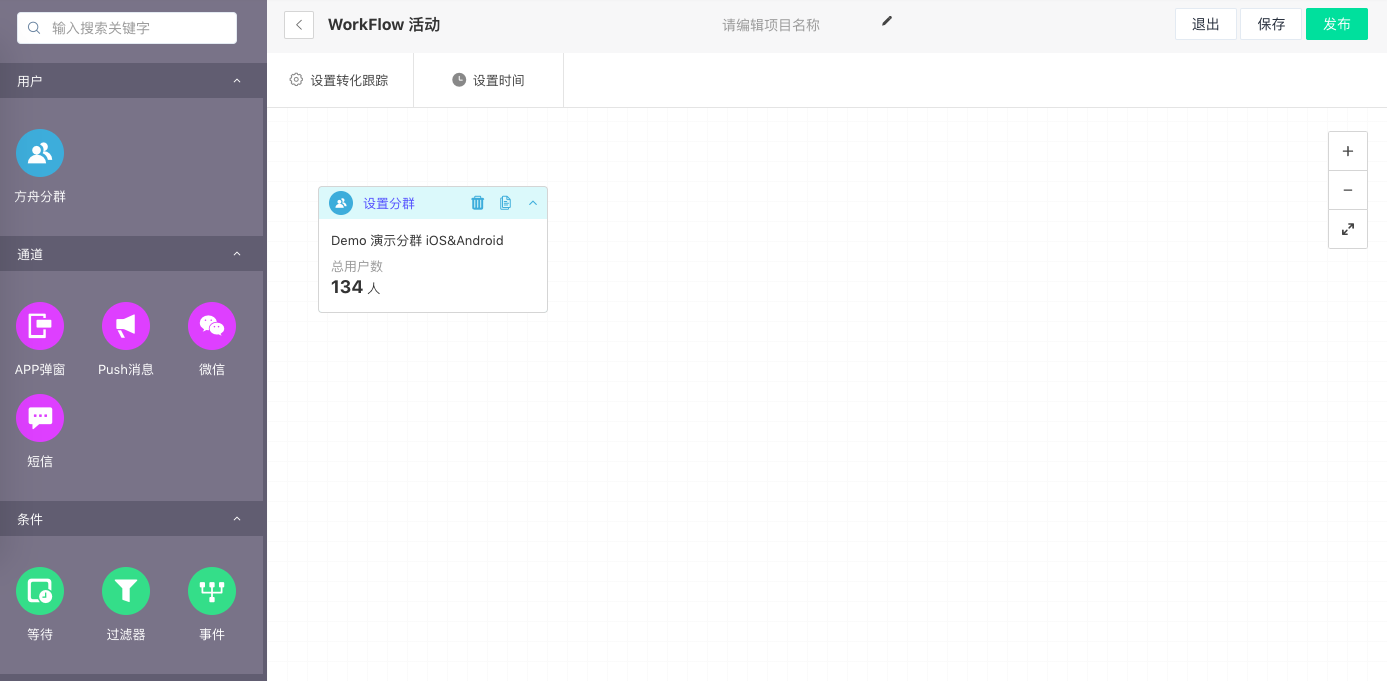 输入搜索关键字
WorkFlow 活动
请编辑项目名称
退出
保存
发布
设置转化跟踪
设置时间
用户
方舟分群
通道
APP弹窗
Push消息
微信
短信
条件
等待
过滤器
事件
设置分群
Demo 演示分群 iOS&Android
总用户数
134 人